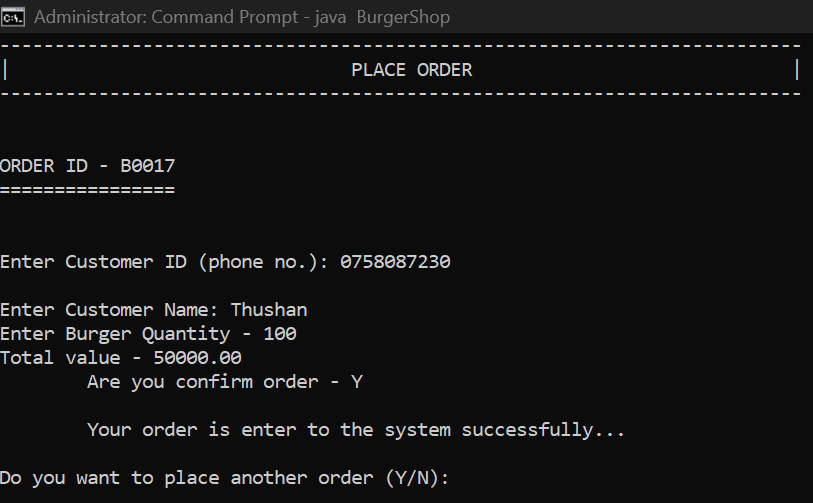 Administrator: Command Prompt - java  BurgerShop
-------------------------------------------------------------------------
|                               PLACE ORDER                             |
-------------------------------------------------------------------------
ORDER ID - B0017
================
Enter Customer ID (phone no.): 0758087230
Enter Customer Name: Thushan
Enter Burger Quantity - 100
Total value - 50000.00
        Are you confirm order - Y
        Your order is enter to the system successfully...
Do you want to place another order (Y/N):